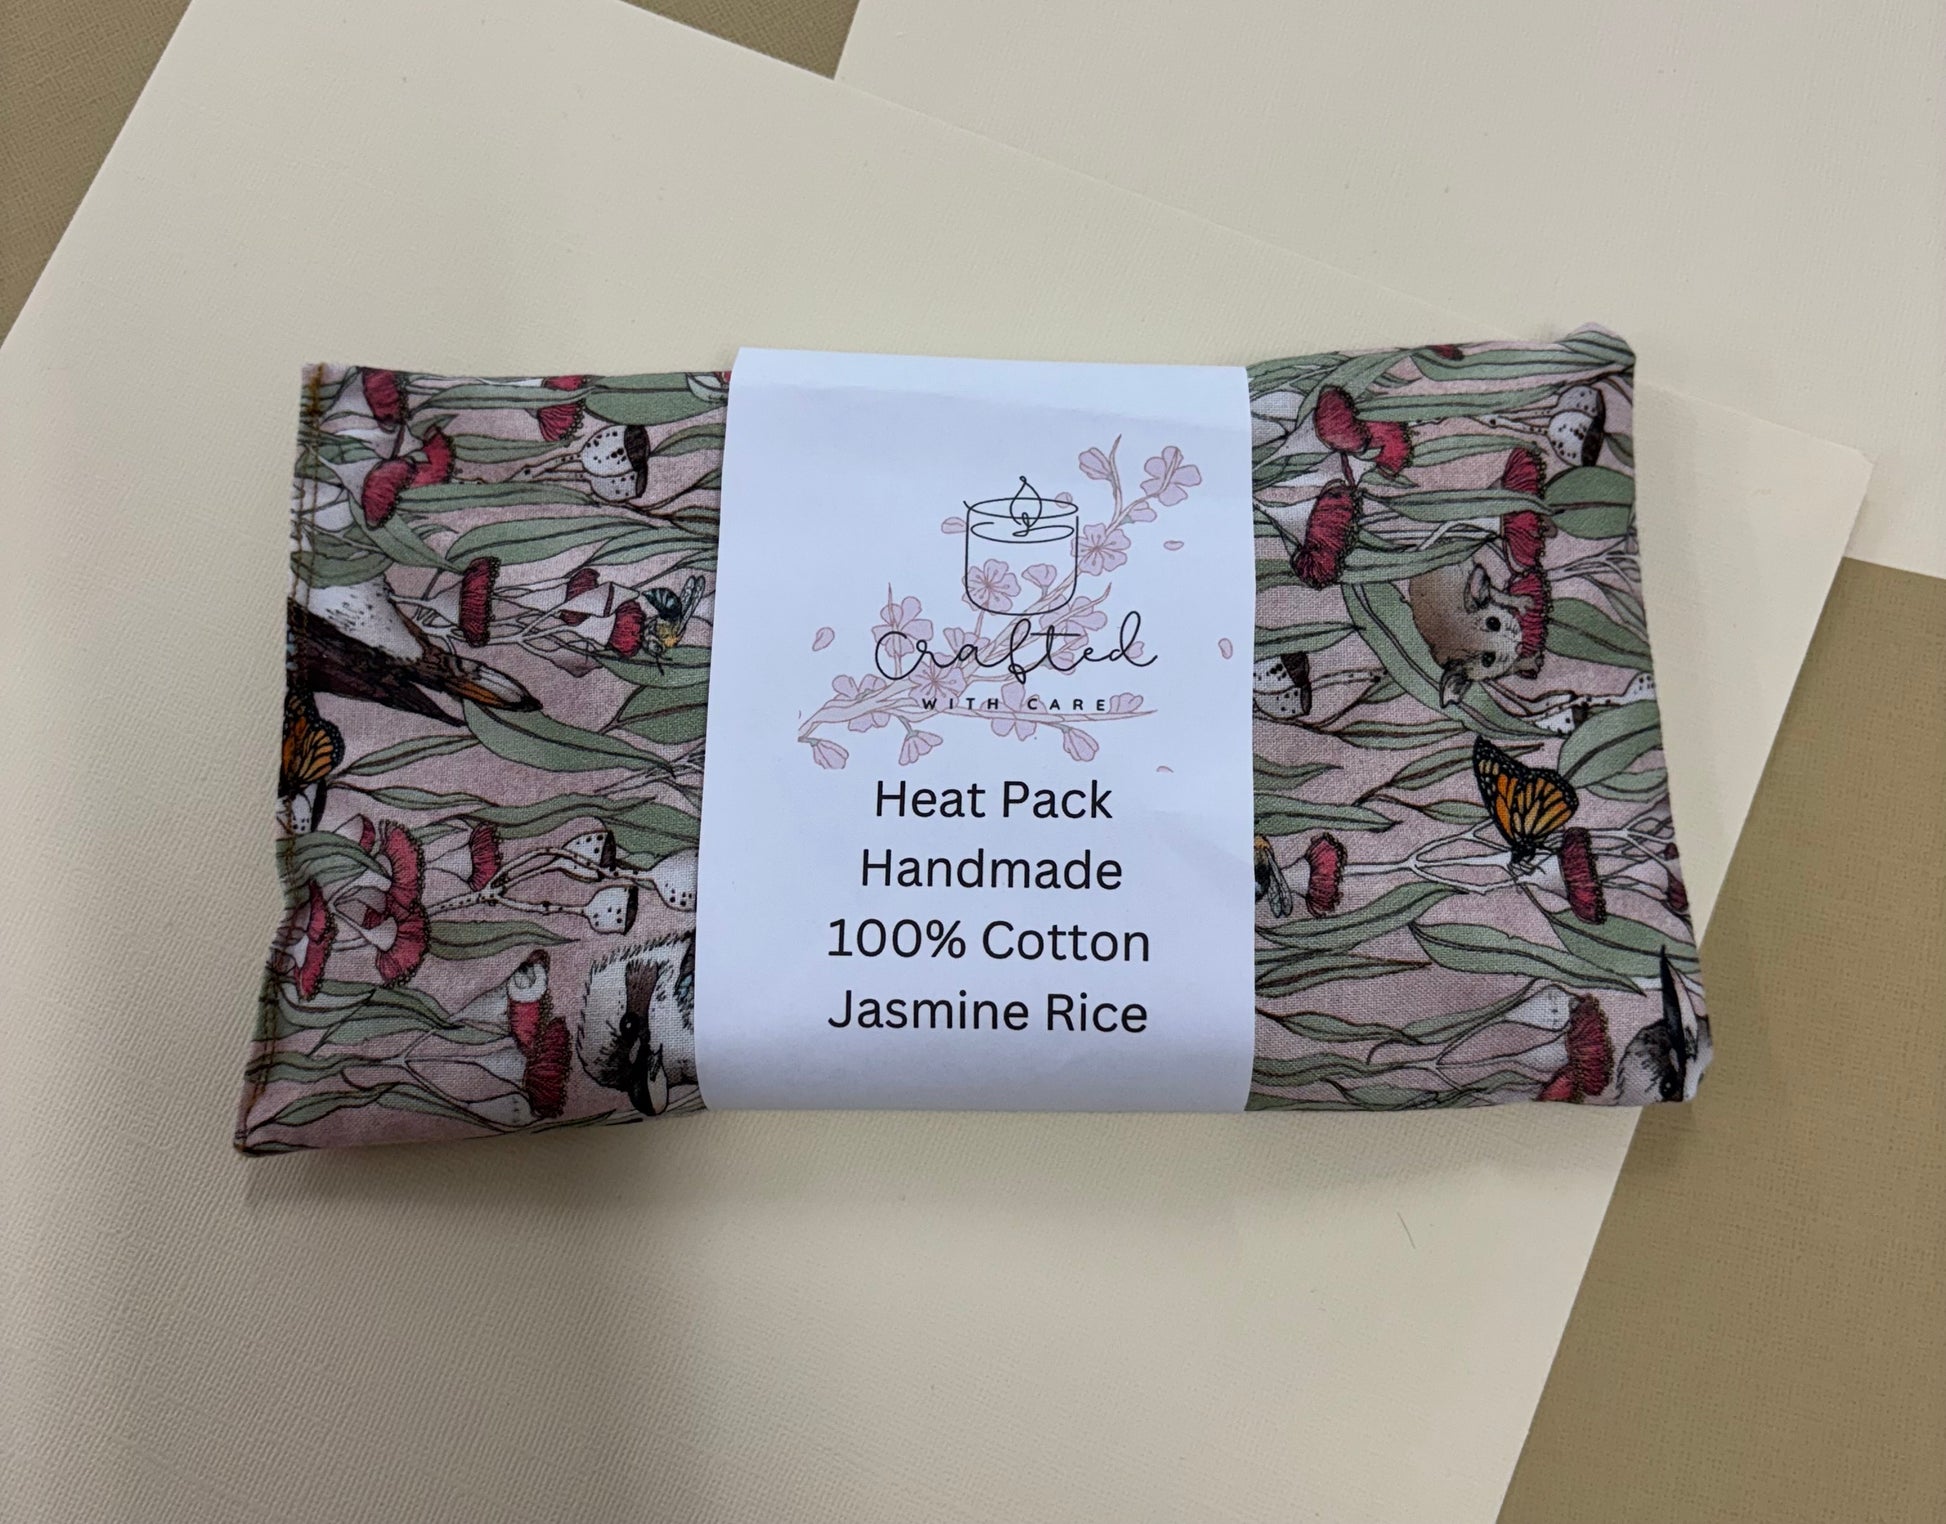 Crafted
WITH CARE
Heat Pack
Handmade
100% Cotton
Jasmine Rice